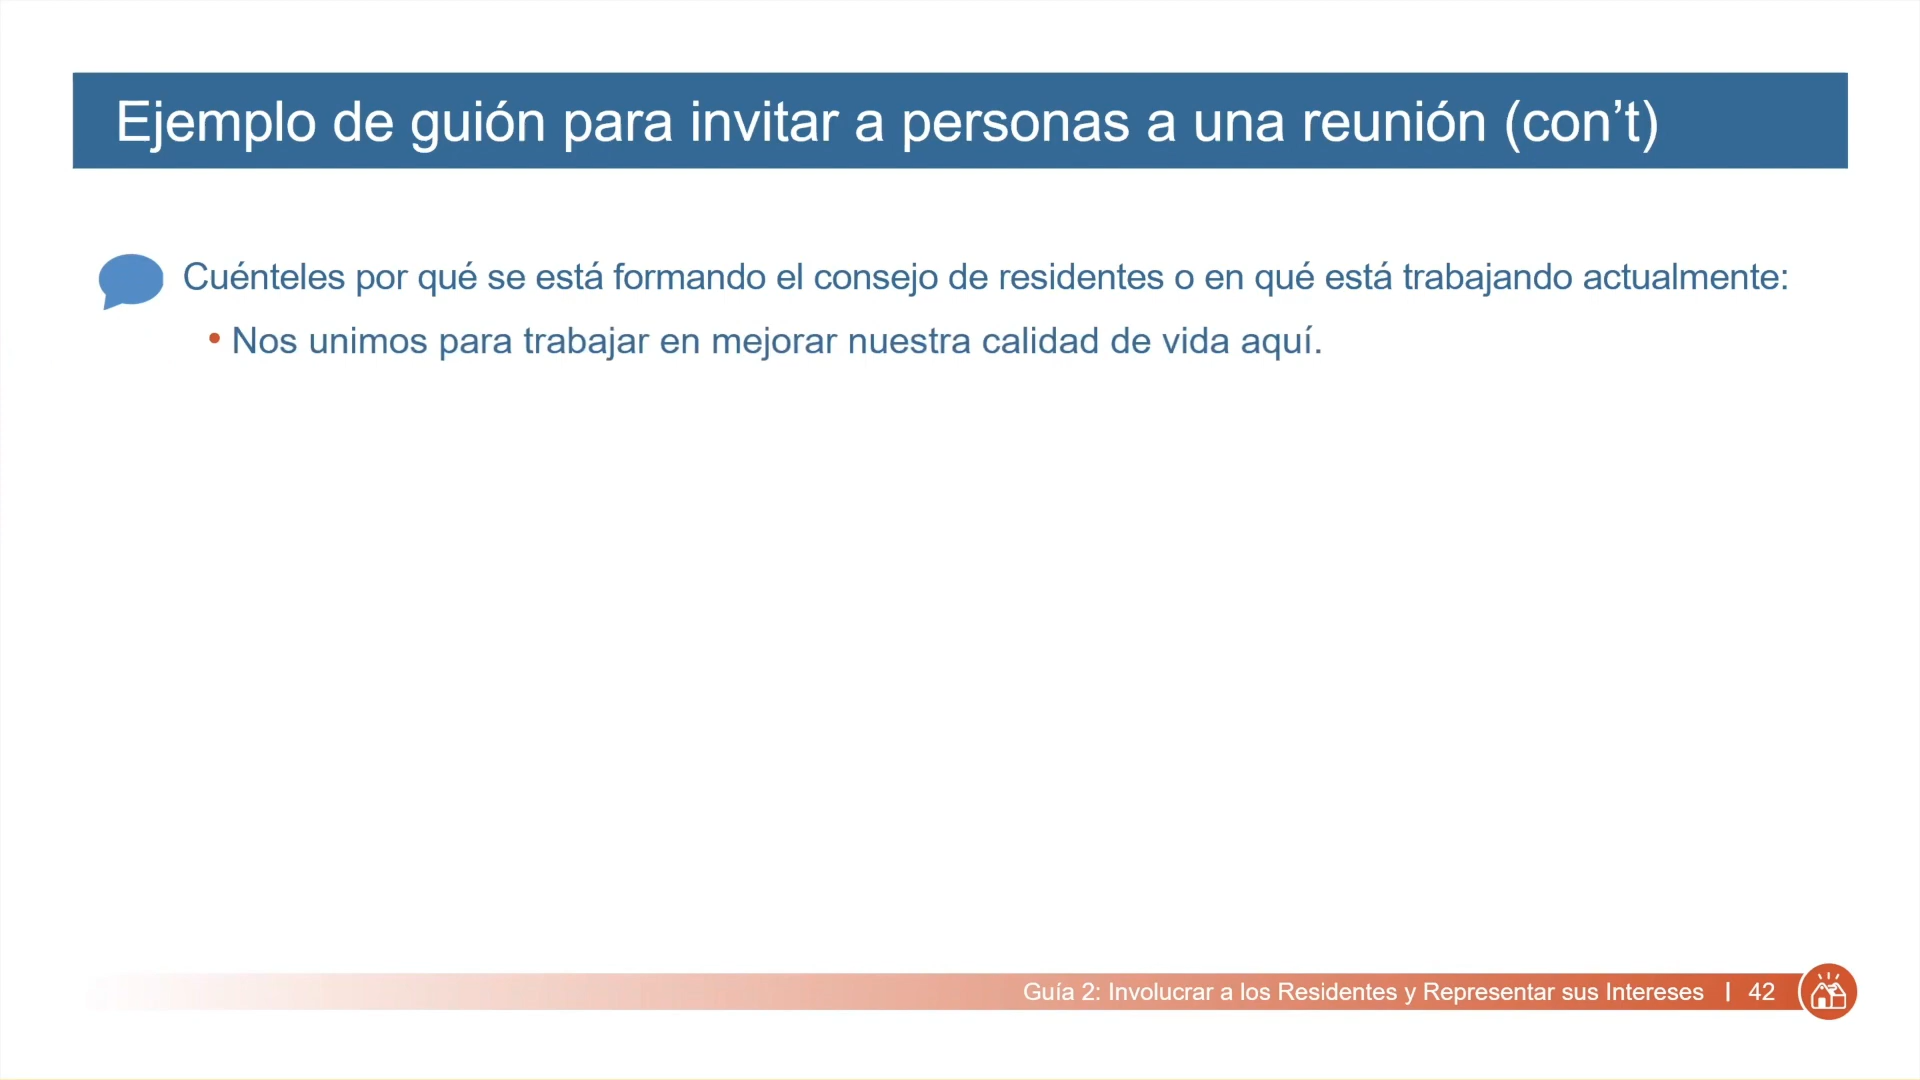 Ejemplo de guión para invitar a personas a una reunión (con’t)
Cuénteles por qué se está formando el consejo de residentes o en qué está trabajando actualmente:
• Nos unimos para trabajar en mejorar nuestra calidad de vida aquí.
Guía 2: Involucrar a los Residentes y Representar sus Intereses | 42